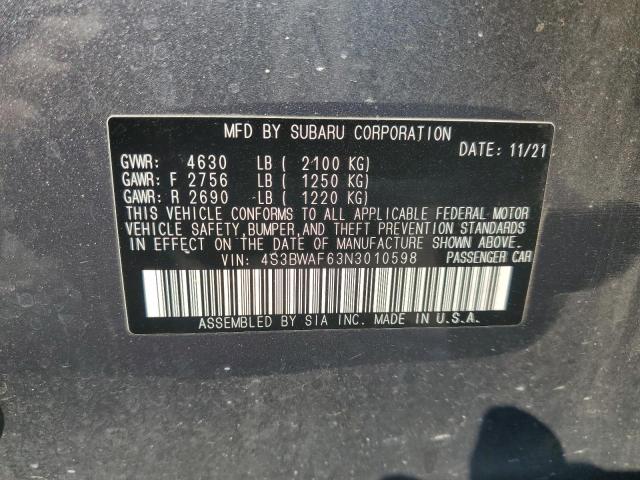 MFD BY SUBARU CORPORATION
DATE: 11/21
GVWR: 4630 LB ( 2100 KG)
GAWR: F 2756 LB ( 1250 KG)
GAWR: R 2690 LB ( 1220 KG)
THIS VEHICLE CONFORMS TO ALL APPLICABLE FEDERAL MOTOR
VEHICLE SAFETY, BUMPER, AND THEFT PREVENTION STANDARDS
IN EFFECT ON THE DATE OF MANUFACTURE SHOWN ABOVE.
VIN: 4S3BWAF63N3010598 PASSENGER CAR
ASSEMBLED BY SIA INC. MADE IN U.S.A.